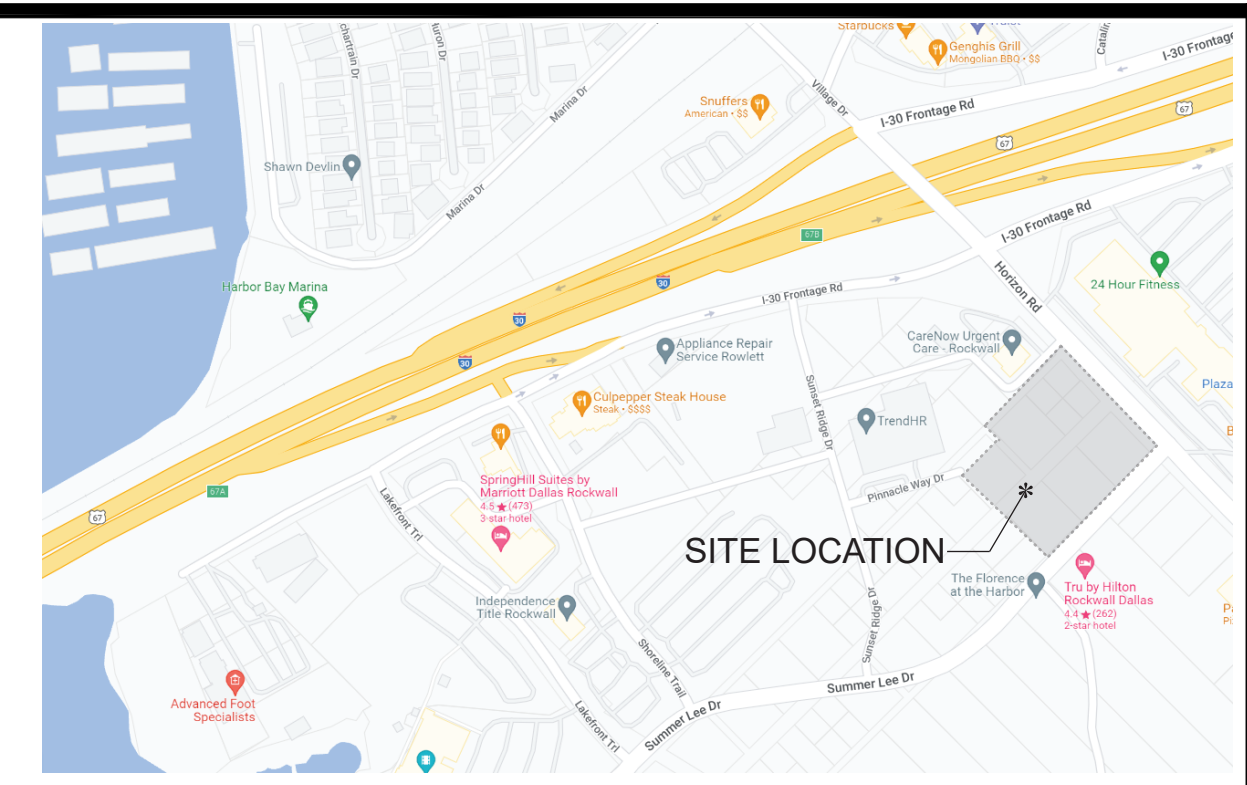 Starbucks
Genghis Grill
Mongolian BBQ • $$
I-30 Frontage
67
Snuffers
American • $$
Village Dr
I-30 Frontage Rd
67
Marina Dr
Shawn Devlin
Marina Dr
67B
I-30 Frontage Rd
Harbor Bay Marina
30
30
30
I-30 Frontage Rd
Horizon Rd
24 Hour Fitness
Appliance Repair
Service Rowlett
CareNow Urgent
Care - Rockwall
Plaza
Culpepper Steak House
Steak • $$$$
Sunset Ridge Dr
TrendHR
SpringHill Suites by
Marriott Dallas Rockwall
4.5 ★ (473)
3-star hotel
67A
67
Lakefront Trl
Pinnacle Way Dr
*
SITE LOCATION
The Florence
at the Harbor
Tru by Hilton
Rockwall Dallas
4.4 ★ (262)
2-star hotel
Independence
Title Rockwall
Sunset Ridge Dr
Shoreline Trail
Summer Lee Dr
Advanced Foot
Specialists
Lakefront Trl
Summer Lee Dr